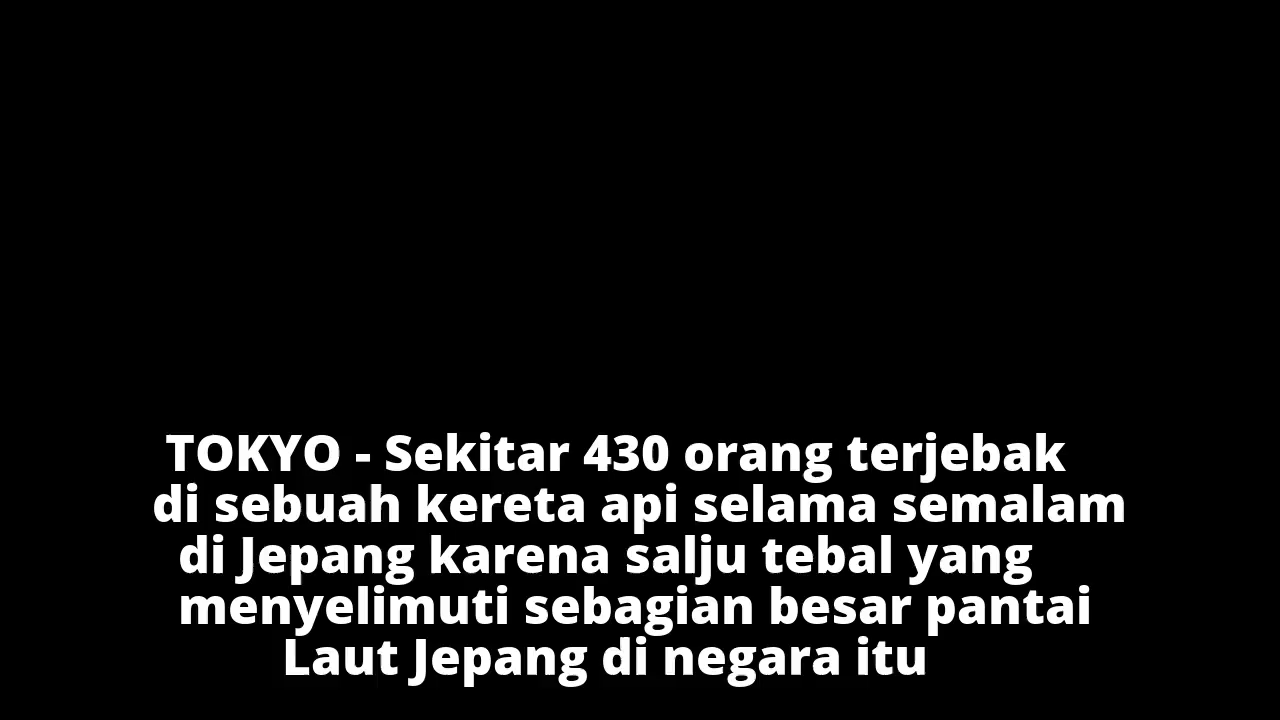 TOKYO - Sekitar 430 orang terjebak
di sebuah kereta api selama semalam
di Jepang karena salju tebal yang
menyelimuti sebagian besar pantai
Laut Jepang di negara itu